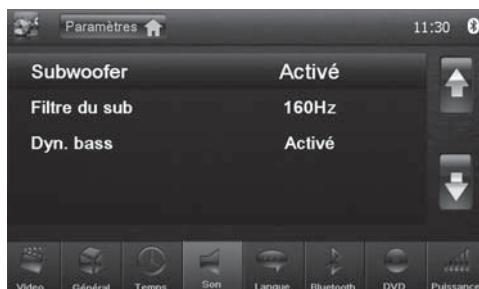 Paramètres 11:30
Subwoofer Activé
Filtre du sub 160Hz
Dyn. bass Activé
Video Général Temps Son Langue Bluetooth DVD Puissance